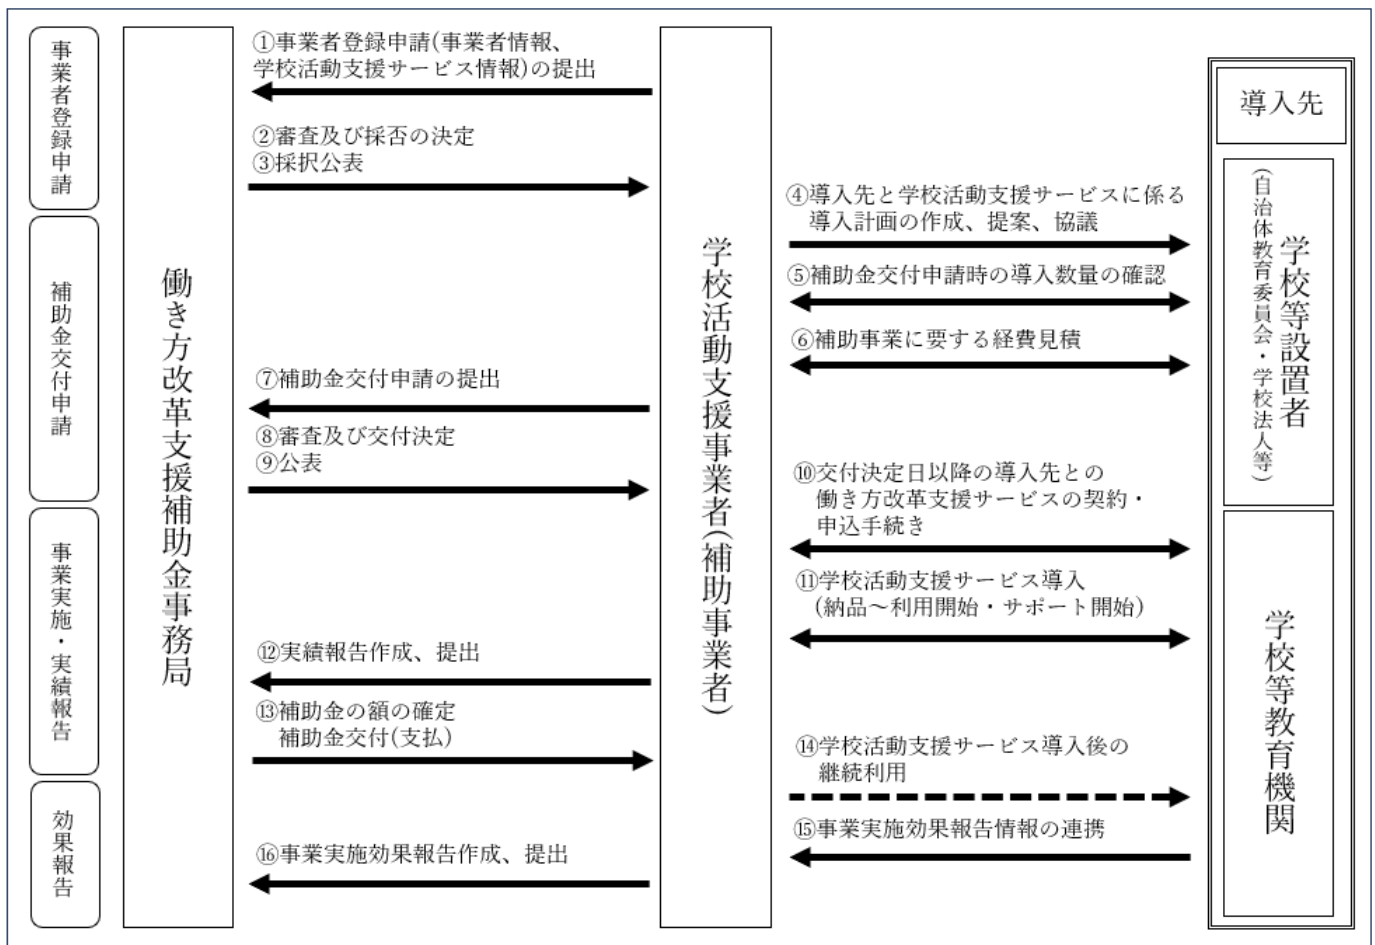 事業者登録申請
補助金交付申請
事業実施・実績報告
効果報告
働き方改革支援補助金事務局
①事業者登録申請(事業者情報、
学校活動支援サービス情報)の提出
②審査及び採否の決定
③採択公表
⑦補助金交付申請の提出
⑧審査及び交付決定
⑨公表
⑫実績報告作成、提出
⑬補助金の額の確定
補助金交付(支払)
⑯事業実施効果報告作成、提出
学校活動支援事業者(補助事業者)
④導入先と学校活動支援サービスに係る
導入計画の作成、提案、協議
⑤補助金交付申請時の導入数量の確認
⑥補助事業に要する経費見積
⑩交付決定日以降の導入先との
働き方改革支援サービスの契約・
申込手続き
⑪学校活動支援サービス導入
(納品～利用開始・サポート開始)
⑭学校活動支援サービス導入後の
継続利用
⑮事業実施効果報告情報の連携
導入先
学校等設置者
(自治体教育委員会・学校法人等)
学校等教育機関